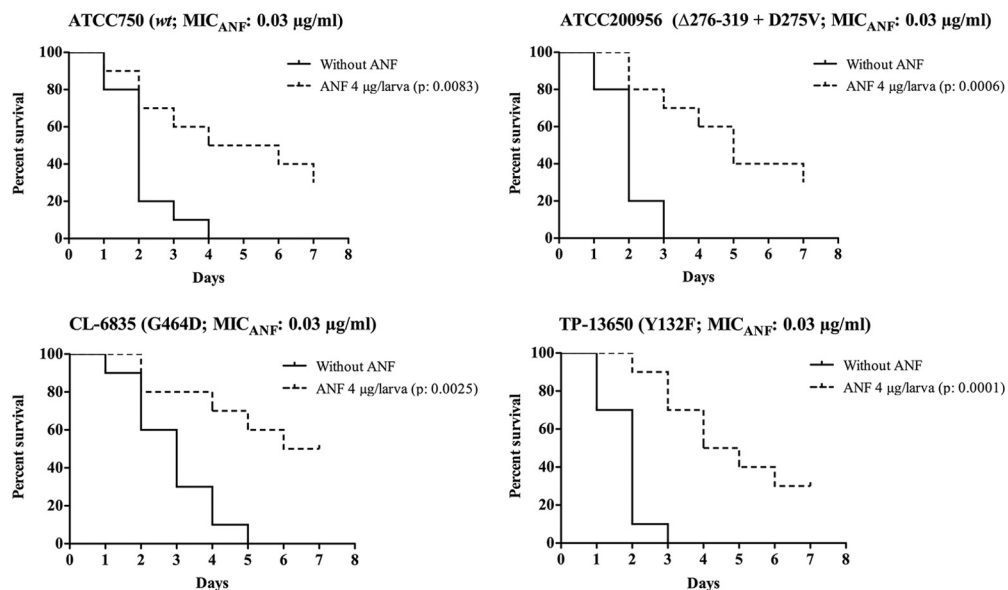 ATCC750 (wt; MICANF: 0.03 µg/ml)
Percent survival
100
80
60
40
20
0
0 1 2 3 4 5 6 7 8
Days
Without ANF
ANF 4 µg/larva (p: 0.0083)
ATCC200956 (Δ276-319 + D275V; MICANF: 0.03 µg/ml)
Percent survival
100
80
60
40
20
0
0 1 2 3 4 5 6 7 8
Days
Without ANF
ANF 4 µg/larva (p: 0.0006)
CL-6835 (G464D; MICANF: 0.03 µg/ml)
Percent survival
100
80
60
40
20
0
0 1 2 3 4 5 6 7 8
Days
Without ANF
ANF 4 µg/larva (p: 0.0025)
TP-13650 (Y132F; MICANF: 0.03 µg/ml)
Percent survival
100
80
60
40
20
0
0 1 2 3 4 5 6 7 8
Days
Without ANF
ANF 4 µg/larva (p: 0.0001)